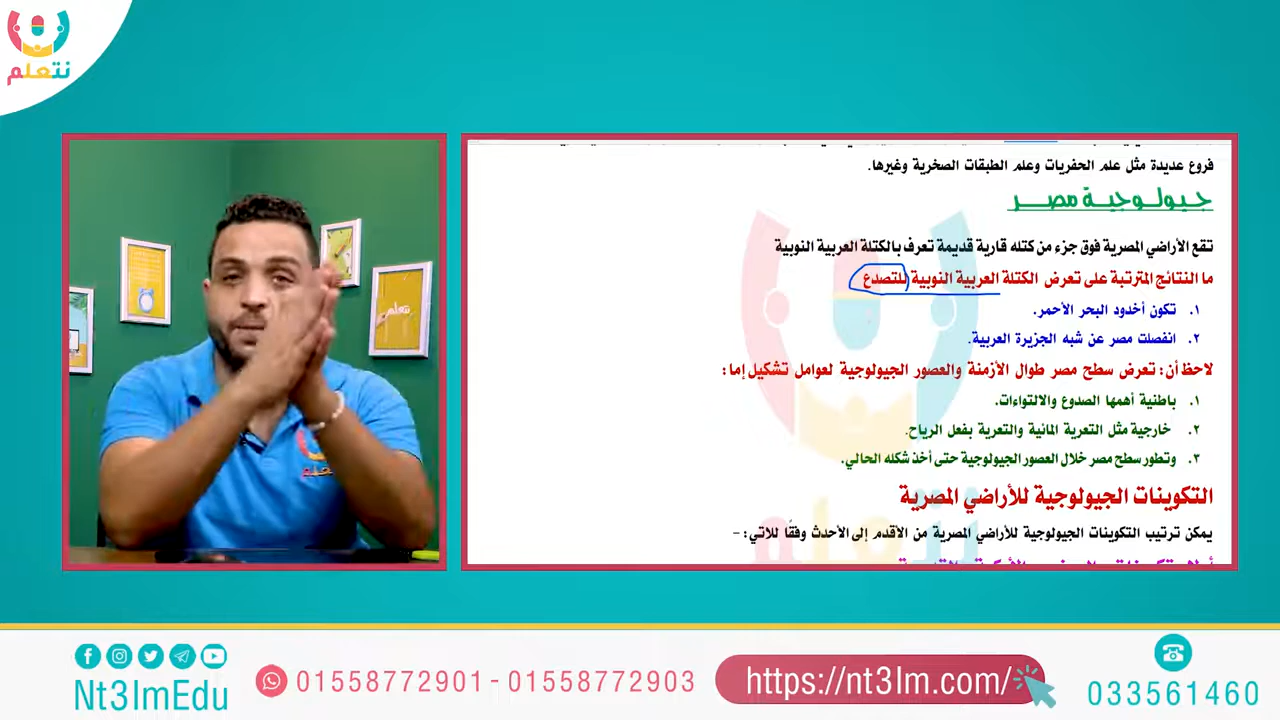 نتعلم
فروع عديدة مثل علم الحفريات وعلم الطبقات الصخرية وغيرها.
جيولوجية مصر
تقع الأراضي المصرية فوق جزء من كتله قارية قديمة تعرف بالكتلة العربية النوبية
ما النتائج المترتبة على تعرض الكتلة العربية النوبية للتصدع
١. تكون أخدود البحر الأحمر.
٢. انفصلت مصر عن شبه الجزيرة العربية.
لاحظ أن: تعرض سطح مصر طوال الأزمنة والعصور الجيولوجية لعوامل تشكيل إما:
١. باطنية أهمها الصدوع والالتواءات.
٢. خارجية مثل التعرية المائية والتعرية بفعل الرياح.
٣. وتطور سطح مصر خلال العصور الجيولوجية حتى أخذ شكله الحالي.
التكوينات الجيولوجية للأراضي المصرية
يمكن ترتيب التكوينات الجيولوجية للأراضي المصرية من الأقدم إلى الأحدث وفقًا للآتي: -
نتعلم
Nt3lmEdu
01558772901 - 01558772903
https://nt3lm.com/
033561460